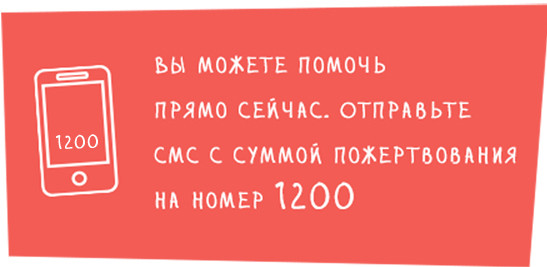 1200
ВЫ МОЖЕТЕ ПОМОЧЬ
ПРЯМО СЕЙЧАС. ОТПРАВЬТЕ
СМС С СУММОЙ ПОЖЕРТВОВАНИЯ
НА НОМЕР 1200